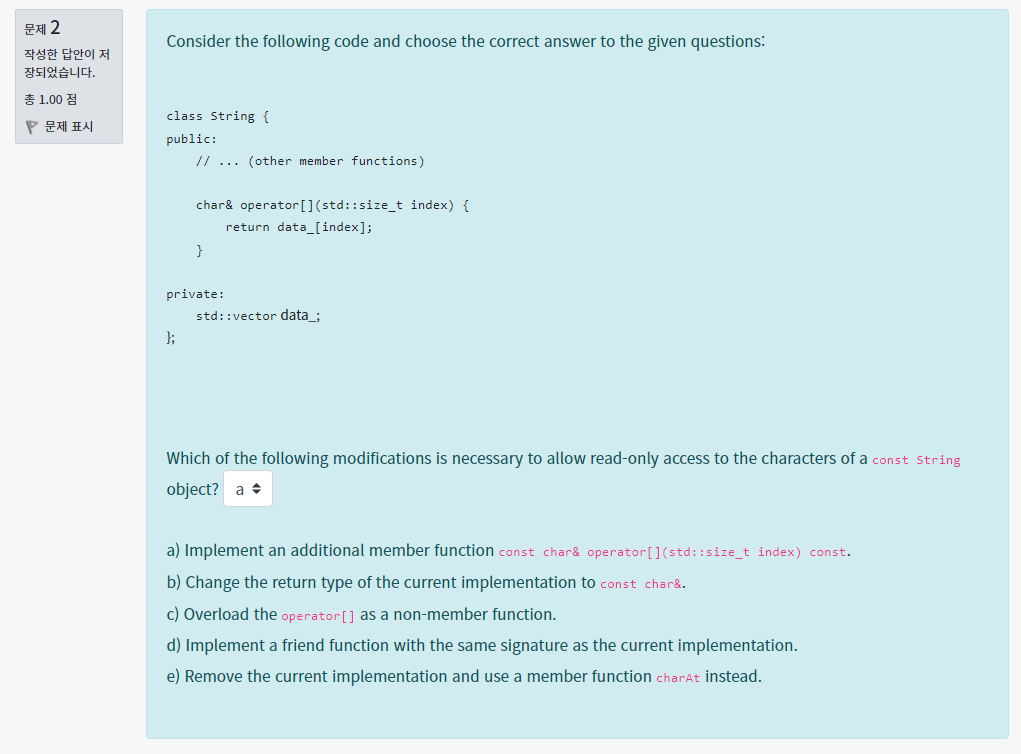 문제 2
작성한 답안이 저
장되었습니다.
총 1.00 점
문제 표시
Consider the following code and choose the correct answer to the given questions:
class String {
public:
// ... (other member functions)
char& operator[](std::size_t index) {
return data_[index];
}
private:
std::vector data_;
};
Which of the following modifications is necessary to allow read-only access to the characters of a const String
object? a
a) Implement an additional member function const char& operator[](std::size_t index) const.
b) Change the return type of the current implementation to const char&.
c) Overload the operator[] as a non-member function.
d) Implement a friend function with the same signature as the current implementation.
e) Remove the current implementation and use a member function charAt instead.